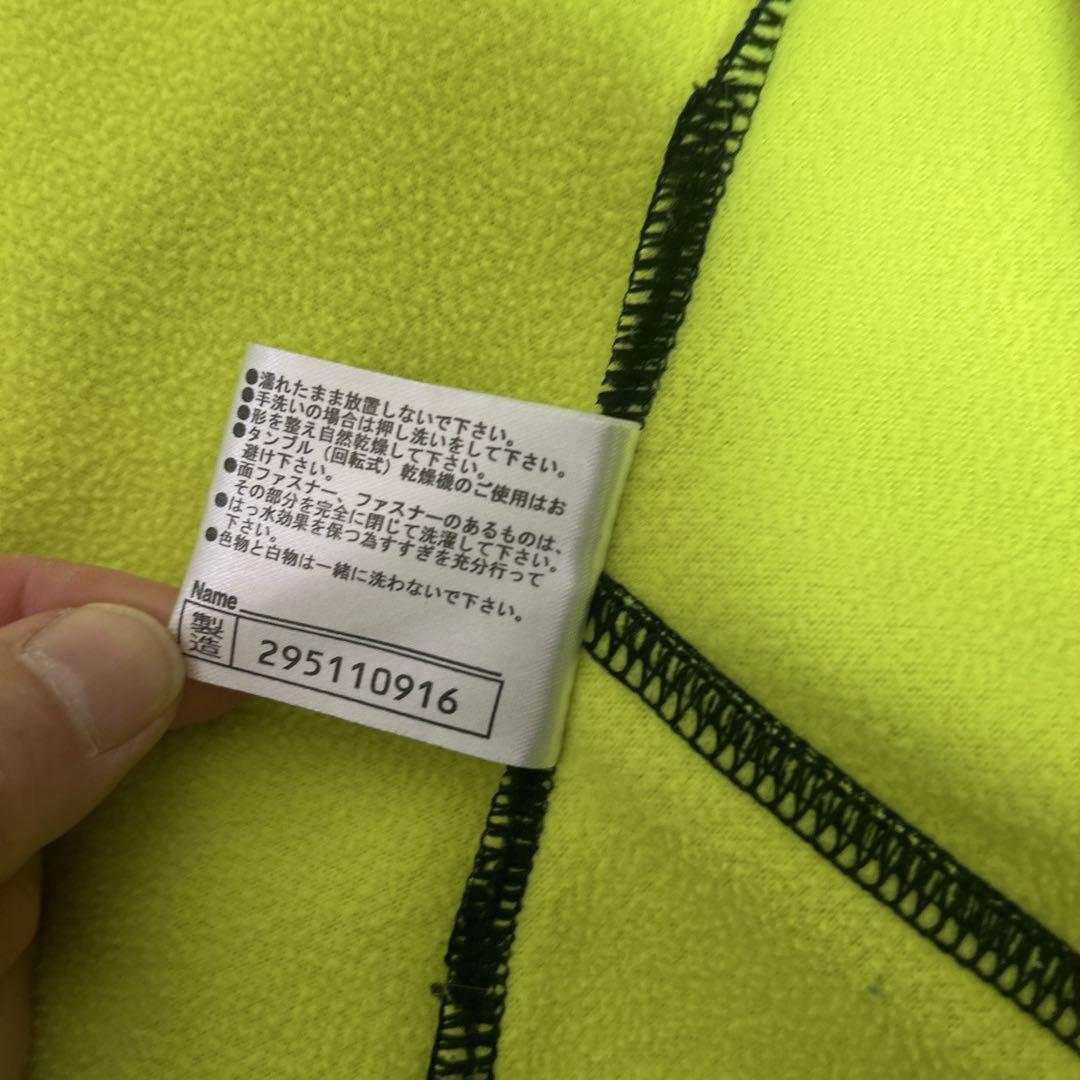 ●濡れたまま放置しないで下さい。
●手洗いの場合は押し洗いをして下さい。
●形を整え自然乾燥して下さい。
●タンブル（回転式）乾燥機のご使用はお
避け下さい。
●面ファスナー、ファスナーのあるものは、
その部分を完全に閉じて洗濯して下さい。
●はっ水効果を保つ為すすぎを充分行って
下さい。
●色物と白物は一緒に洗わないで下さい。
Name
製造 295110916